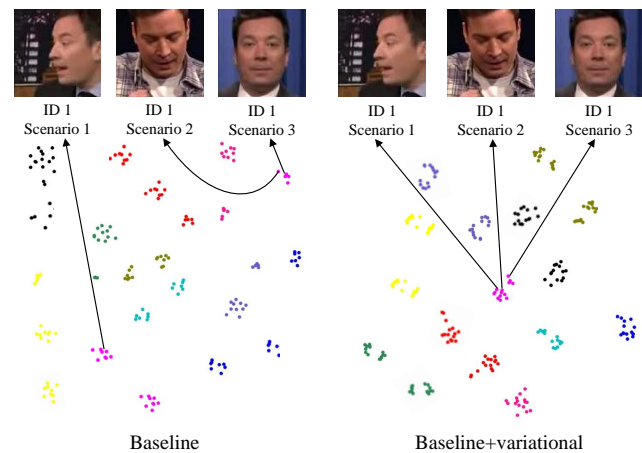 ID 1 ID 1 ID 1 ID 1 ID 1 ID 1
Scenario 1 Scenario 2 Scenario 3 Scenario 1 Scenario 2 Scenario 3
Baseline Baseline+variational